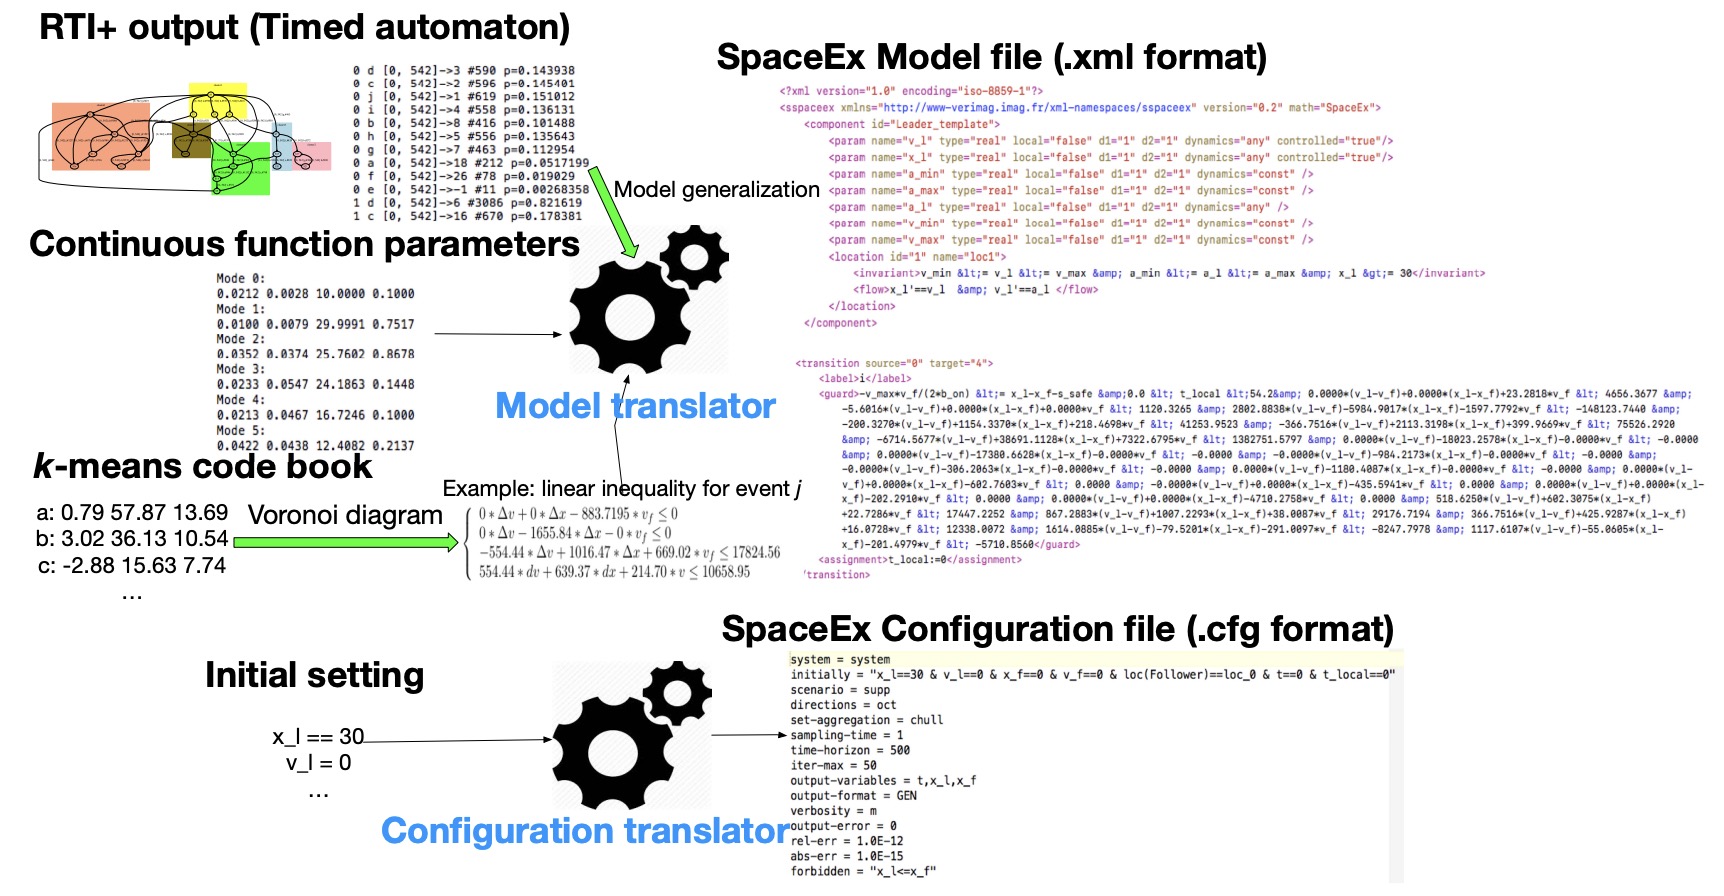 RTI+ output (Timed automaton)
0 d [0, 542]->3 #590 p=0.143938
0 c [0, 542]->2 #596 p=0.145401
0 j [0, 542]->1 #619 p=0.151012
0 i [0, 542]->4 #558 p=0.136131
0 b [0, 542]->8 #416 p=0.101488
0 h [0, 542]->5 #556 p=0.135643
0 g [0, 542]->7 #463 p=0.112954
0 a [0, 542]->18 #212 p=0.0517199
0 f [0, 542]->26 #78 p=0.019029
0 e [0, 542]->-1 #11 p=0.00268358
1 d [0, 542]->6 #3086 p=0.821619
1 c [0, 542]->16 #670 p=0.178381
Model generalization
Continuous function parameters
Mode 0:
0.0212 0.0028 10.0000 0.1000
Mode 1:
0.0100 0.0079 29.9991 0.7517
Mode 2:
0.0352 0.0374 25.7602 0.8678
Mode 3:
0.0233 0.0547 24.1863 0.1448
Mode 4:
0.0213 0.0467 16.7246 0.1000
Mode 5:
0.0422 0.0438 12.4082 0.2137
Model translator
k-means code book
a: 0.79 57.87 13.69
b: 3.02 36.13 10.54
c: -2.88 15.63 7.74
...
Voronoi diagram
Example: linear inequality for event j
0 * Δv + 0 * Δx − 883.7195 * v_f ≤ 0
0 * Δv − 1655.84 * Δx − 0 * v_f ≤ 0
−554.44 * Δv + 1016.47 * Δx + 669.02 * v_f ≤ 17824.56
554.44 * dv + 639.37 * dx + 214.70 * v ≤ 10658.95
SpaceEx Model file (.xml format)
<?xml version="1.0" encoding="iso-8859-1"?>
<sspaceex xmlns="http://www-verimag.imag.fr/xml-namespaces/sspaceex" version="0.2" math="SpaceEx">
<component id="Leader_template">
<param name="v_l" type="real" local="false" d1="1" d2="1" dynamics="any" controlled="true"/>
<param name="x_l" type="real" local="false" d1="1" d2="1" dynamics="any" controlled="true"/>
<param name="a_min" type="real" local="false" d1="1" d2="1" dynamics="const" />
<param name="a_max" type="real" local="false" d1="1" d2="1" dynamics="const" />
<param name="a_l" type="real" local="false" d1="1" d2="1" dynamics="any" />
<param name="v_min" type="real" local="false" d1="1" d2="1" dynamics="const" />
<param name="v_max" type="real" local="false" d1="1" d2="1" dynamics="const" />
<location id="1" name="loc1">
<invariant>v_min &lt;= v_l &lt;= v_max &amp; a_min &lt;= a_l &lt;= a_max &amp; x_l &gt;= 30</invariant>
<flow>x_l'==v_l &amp; v_l'==a_l </flow>
</location>
</component>
<transition source="0" target="4">
<label>i</label>
<guard>-v_max*v_f/(2*b_on) &lt;= x_l-x_f-s_safe &amp;0.0 &lt; t_local &lt;54.2&amp; 0.0000*(v_l-v_f)+0.0000*(x_l-x_f)+23.2818*v_f &lt; 4656.3677 &amp;
-5.6016*(v_l-v_f)+0.0000*(x_l-x_f)+0.0000*v_f &lt; 1120.3265 &amp; 2802.8838*(v_l-v_f)-5984.9017*(x_l-x_f)-1597.7792*v_f &lt; -148123.7440 &amp;
-200.3270*(v_l-v_f)+1154.3370*(x_l-x_f)+218.4698*v_f &lt; 41253.9523 &amp; -366.7516*(v_l-v_f)+2113.3198*(x_l-x_f)+399.9669*v_f &lt; 75526.2920
&amp; -6714.5677*(v_l-v_f)+38691.1128*(x_l-x_f)+7322.6795*v_f &lt; 1382751.5797 &amp; 0.0000*(v_l-v_f)-18023.2578*(x_l-x_f)-0.0000*v_f &lt; -0.0000
&amp; 0.0000*(v_l-v_f)-17380.6628*(x_l-x_f)-0.0000*v_f &lt; -0.0000 &amp; -0.0000*(v_l-v_f)-984.2173*(x_l-x_f)-0.0000*v_f &lt; -0.0000 &amp;
-0.0000*(v_l-v_f)-306.2063*(x_l-x_f)-0.0000*v_f &lt; -0.0000 &amp; 0.0000*(v_l-v_f)-1180.4087*(x_l-x_f)-0.0000*v_f &lt; -0.0000 &amp; 0.0000*(v_l-
v_f)+0.0000*(x_l-x_f)-602.7603*v_f &lt; 0.0000 &amp; -0.0000*(v_l-v_f)+0.0000*(x_l-x_f)-435.5941*v_f &lt; 0.0000 &amp; 0.0000*(v_l-v_f)+0.0000*(x_l-
x_f)-202.2910*v_f &lt; 0.0000 &amp; 0.0000*(v_l-v_f)+0.0000*(x_l-x_f)-4710.2758*v_f &lt; 0.0000 &amp; 518.6250*(v_l-v_f)+602.3075*(x_l-x_f)
+22.7286*v_f &lt; 17447.2252 &amp; 867.2883*(v_l-v_f)+1007.2293*(x_l-x_f)+38.0087*v_f &lt; 29176.7194 &amp; 366.7516*(v_l-v_f)+425.9287*(x_l-x_f)
+16.0728*v_f &lt; 12338.0072 &amp; 1614.0885*(v_l-v_f)-79.5201*(x_l-x_f)-291.0097*v_f &lt; -8247.7978 &amp; 1117.6107*(v_l-v_f)-55.0605*(x_l-
x_f)-201.4979*v_f &lt; -5710.8560</guard>
<assignment>t_local:=0</assignment>
'transition>
Initial setting
x_l == 30
v_l = 0
...
Configuration translator
SpaceEx Configuration file (.cfg format)
system = system
initially = "x_l==30 & v_l==0 & x_f==0 & v_f==0 & loc(Follower)==loc_0 & t==0 & t_local==0"
scenario = supp
directions = oct
set-aggregation = chull
sampling-time = 1
time-horizon = 500
iter-max = 50
output-variables = t,x_l,x_f
output-format = GEN
verbosity = m
output-error = 0
rel-err = 1.0E-12
abs-err = 1.0E-15
forbidden = "x_l<=x_f"